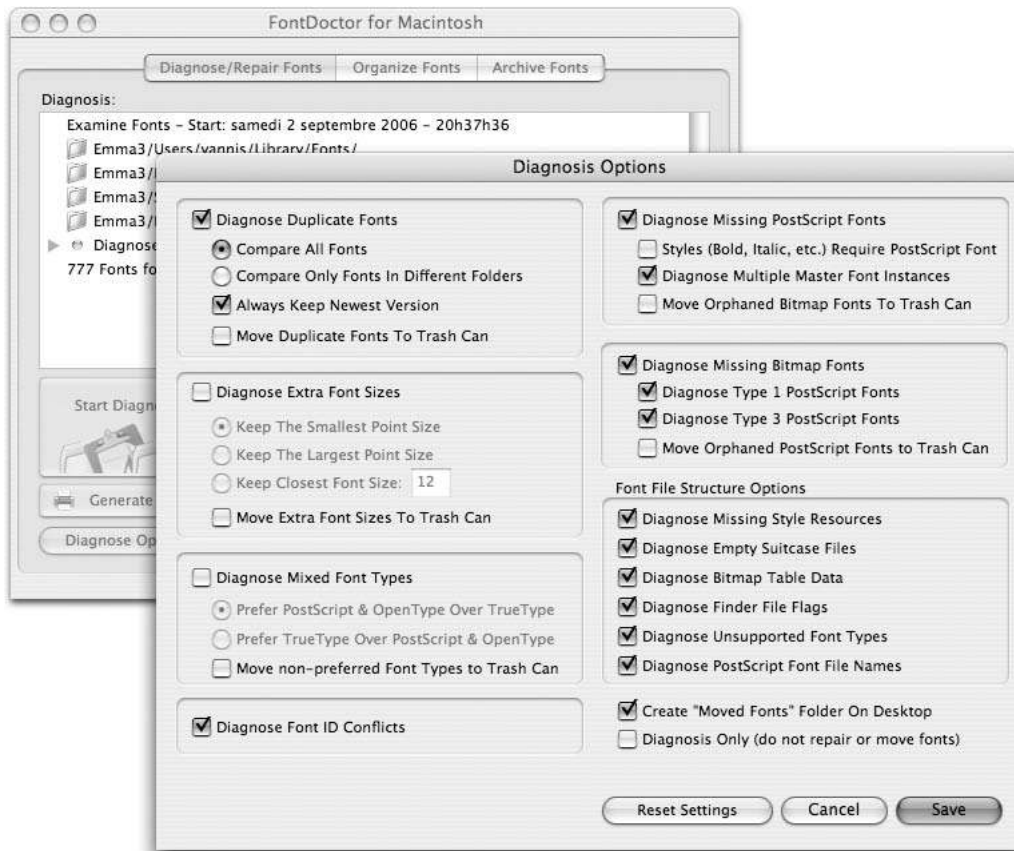 FontDoctor for Macintosh
Diagnose/Repair Fonts Organize Fonts Archive Fonts
Diagnosis:
Examine Fonts – Start: samedi 2 septembre 2006 – 20h37h36
Emma3/Users/yannis/Library/Fonts/
Emma3/
Emma3/
Emma3/
Diagnose
777 Fonts fo
Start Diagn
Generate
Diagnose Op
Diagnosis Options
Diagnose Duplicate Fonts
Compare All Fonts
Compare Only Fonts In Different Folders
Always Keep Newest Version
Move Duplicate Fonts To Trash Can
Diagnose Extra Font Sizes
Keep The Smallest Point Size
Keep The Largest Point Size
Keep Closest Font Size: 12
Move Extra Font Sizes To Trash Can
Diagnose Mixed Font Types
Prefer PostScript & OpenType Over TrueType
Prefer TrueType Over PostScript & OpenType
Move non-preferred Font Types to Trash Can
Diagnose Font ID Conflicts
Diagnose Missing PostScript Fonts
Styles (Bold, Italic, etc.) Require PostScript Font
Diagnose Multiple Master Font Instances
Move Orphaned Bitmap Fonts To Trash Can
Diagnose Missing Bitmap Fonts
Diagnose Type 1 PostScript Fonts
Diagnose Type 3 PostScript Fonts
Move Orphaned PostScript Fonts to Trash Can
Font File Structure Options
Diagnose Missing Style Resources
Diagnose Empty Suitcase Files
Diagnose Bitmap Table Data
Diagnose Finder File Flags
Diagnose Unsupported Font Types
Diagnose PostScript Font File Names
Create "Moved Fonts" Folder On Desktop
Diagnosis Only (do not repair or move fonts)
Reset Settings Cancel Save